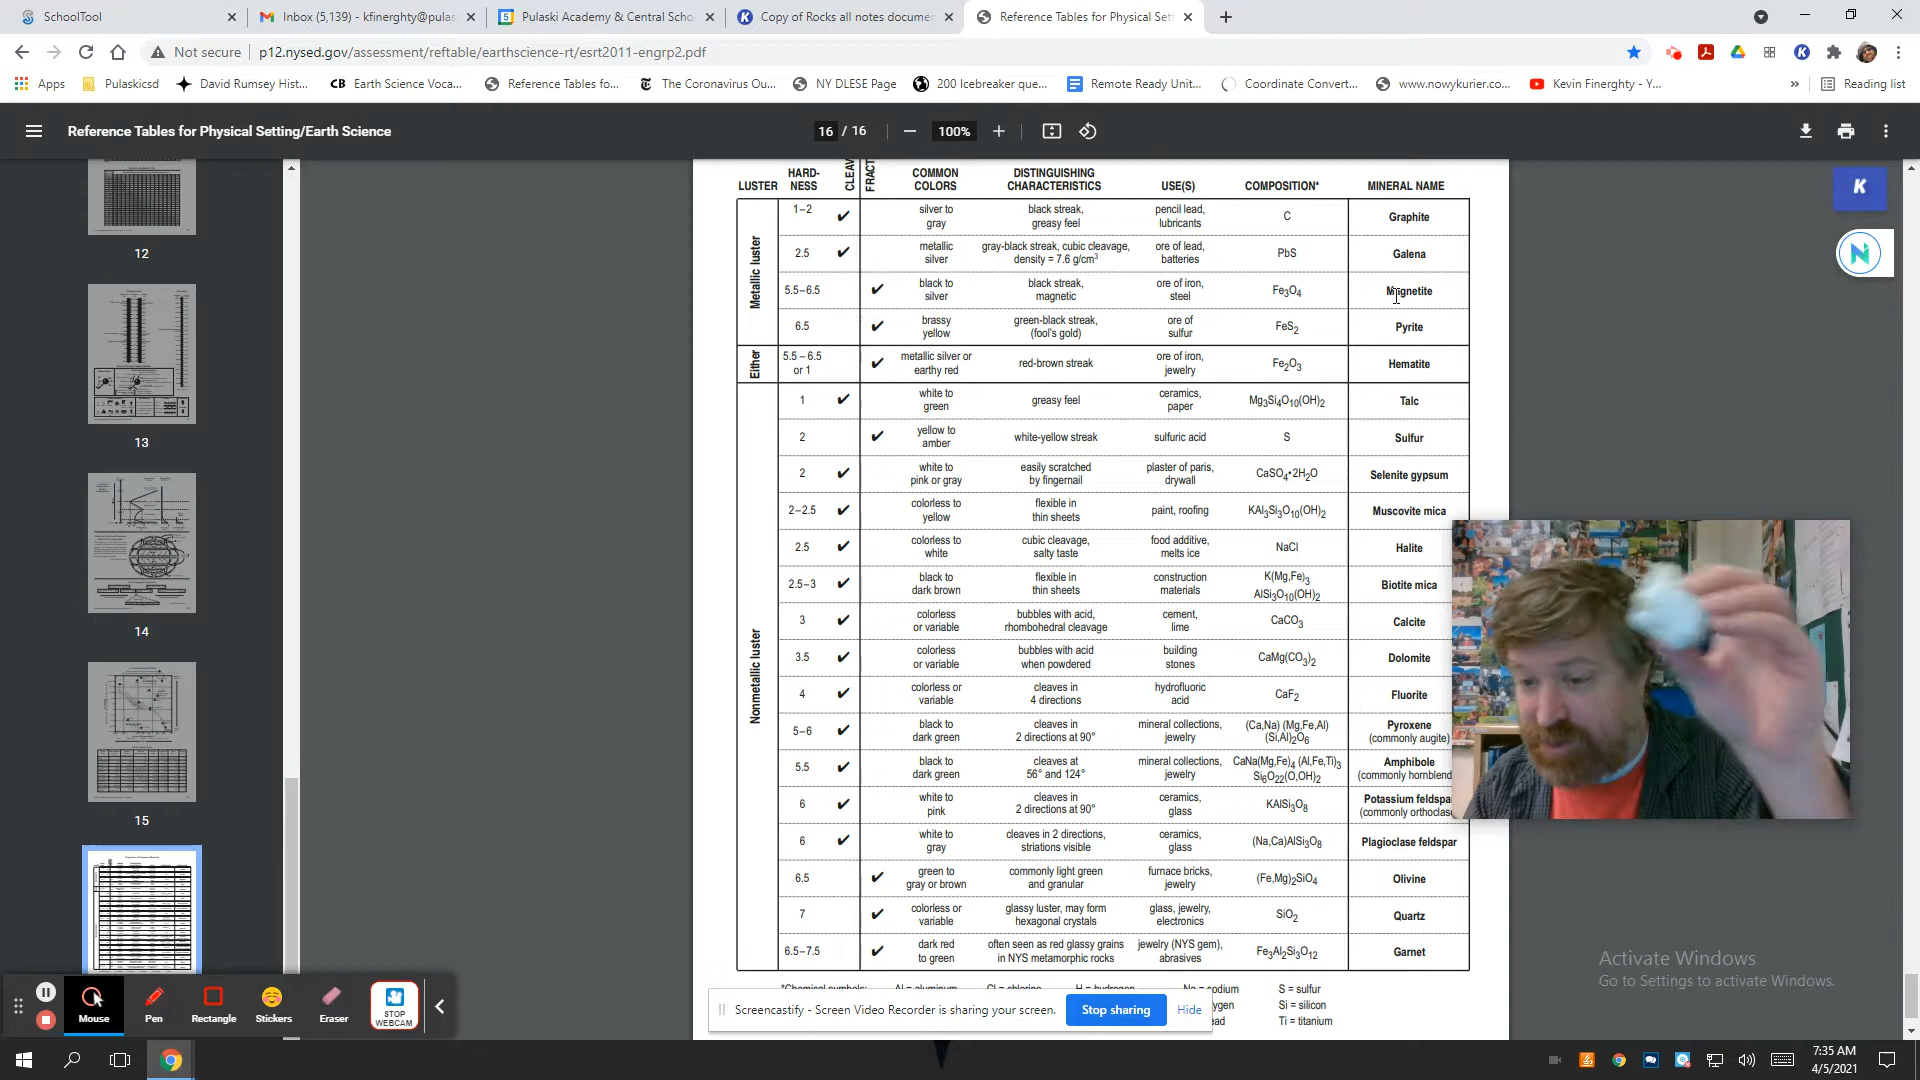 SchoolTool
Inbox (5,139) - kfinerghty@pulas
Pulaski Academy & Central Scho
Copy of Rocks all notes documen
Reference Tables for Physical Set
Not secure
p12.nysed.gov/assessment/reftable/earthscience-rt/esrt2011-engrp2.pdf
Apps
Pulaskicsd
David Rumsey Hist...
CB Earth Science Voca...
Reference Tables fo...
The Coronavirus Ou...
NY DLESE Page
200 Icebreaker que...
Remote Ready Unit...
Coordinate Convert...
www.nowykurier.co...
Kevin Finerghty - Y...
»
Reading list
Reference Tables for Physical Setting/Earth Science
16 / 16
100%
12
13
14
15
LUSTER HARD-NESS CLEAV FRACT COMMON COLORS DISTINGUISHING CHARACTERISTICS USE(S) COMPOSITION* MINERAL NAME
Metallic luster
1–2 ✔ silver to gray black streak, greasy feel pencil lead, lubricants C Graphite
2.5 ✔ metallic silver gray-black streak, cubic cleavage, density = 7.6 g/cm³ ore of lead, batteries PbS Galena
5.5–6.5 ✔ black to silver black streak, magnetic ore of iron, steel Fe₃O₄ Magnetite
6.5 ✔ brassy yellow green-black streak, (fool's gold) ore of sulfur FeS₂ Pyrite
Either
5.5 – 6.5 or 1 ✔ metallic silver or earthy red red-brown streak ore of iron, jewelry Fe₂O₃ Hematite
Nonmetallic luster
1 ✔ white to green greasy feel ceramics, paper Mg₃Si₄O₁₀(OH)₂ Talc
2 ✔ yellow to amber white-yellow streak sulfuric acid S Sulfur
2 ✔ white to pink or gray easily scratched by fingernail plaster of paris, drywall CaSO₄•2H₂O Selenite gypsum
2–2.5 ✔ colorless to yellow flexible in thin sheets paint, roofing KAl₃Si₃O₁₀(OH)₂ Muscovite mica
2.5 ✔ colorless to white cubic cleavage, salty taste food additive, melts ice NaCl Halite
2.5–3 ✔ black to dark brown flexible in thin sheets construction materials K(Mg,Fe)₃ AlSi₃O₁₀(OH)₂ Biotite mica
3 ✔ colorless or variable bubbles with acid, rhombohedral cleavage cement, lime CaCO₃ Calcite
3.5 ✔ colorless or variable bubbles with acid when powdered building stones CaMg(CO₃)₂ Dolomite
4 ✔ colorless or variable cleaves in 4 directions hydrofluoric acid CaF₂ Fluorite
5–6 ✔ black to dark green cleaves in 2 directions at 90° mineral collections, jewelry (Ca,Na) (Mg,Fe,Al) (Si,Al)₂O₆ Pyroxene (commonly augite)
5.5 ✔ black to dark green cleaves at 56° and 124° mineral collections, jewelry CaNa(Mg,Fe)₄ (Al,Fe,Ti)₃ Si₆O₂₂(O,OH)₂ Amphibole (commonly hornblend
6 ✔ white to pink cleaves in 2 directions at 90° ceramics, glass KAlSi₃O₈ Potassium feldspa (commonly orthoclas
6 ✔ white to gray cleaves in 2 directions, striations visible ceramics, glass (Na,Ca)AlSi₃O₈ Plagioclase feldspar
6.5 ✔ green to gray or brown commonly light green and granular furnace bricks, jewelry (Fe,Mg)₂SiO₄ Olivine
7 ✔ colorless or variable glassy luster, may form hexagonal crystals glass, jewelry, electronics SiO₂ Quartz
6.5–7.5 ✔ dark red to green often seen as red glassy grains in NYS metamorphic rocks jewelry (NYS gem), abrasives Fe₃Al₂Si₃O₁₂ Garnet
S = sulfur
Si = silicon
Ti = titanium
Screencastify - Screen Video Recorder is sharing your screen.
Stop sharing
Hide
Activate Windows
Go to Settings to activate Windows.
Mouse
Pen
Rectangle
Stickers
Eraser
STOP
WEBCAM
7:35 AM
4/5/2021